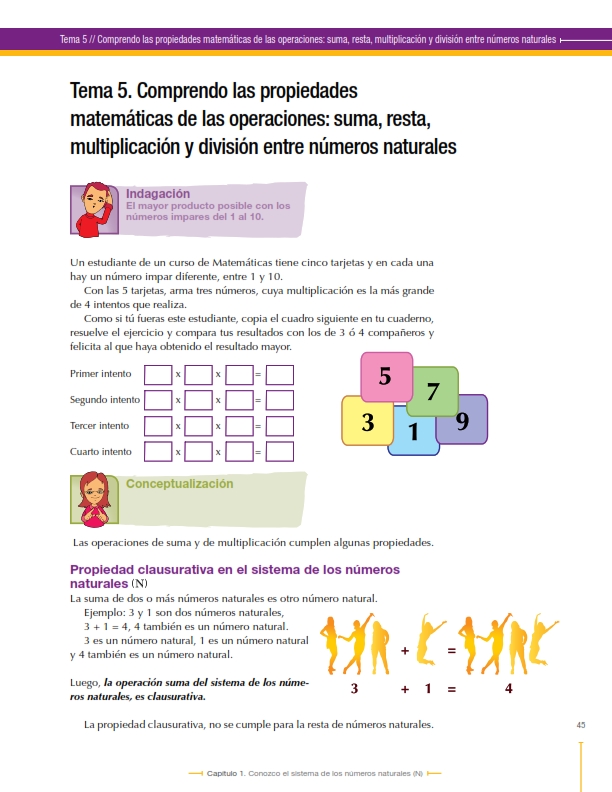 Tema 5 // Comprendo las propiedades matemáticas de las operaciones: suma, resta, multiplicación y división entre números naturales
Tema 5. Comprendo las propiedades
matemáticas de las operaciones: suma, resta,
multiplicación y división entre números naturales
Indagación
El mayor producto posible con los
números impares del 1 al 10.
Un estudiante de un curso de Matemáticas tiene cinco tarjetas y en cada una
hay un número impar diferente, entre 1 y 10.
Con las 5 tarjetas, arma tres números, cuya multiplicación es la más grande
de 4 intentos que realiza.
Como si tú fueras este estudiante, copia el cuadro siguiente en tu cuaderno,
resuelve el ejercicio y compara tus resultados con los de 3 ó 4 compañeros y
felicita al que haya obtenido el resultado mayor.
Primer intento x x =
Segundo intento x x =
Tercer intento x x =
Cuarto intento x x =
5
7
3
1
9
Conceptualización
Las operaciones de suma y de multiplicación cumplen algunas propiedades.
Propiedad clausurativa en el sistema de los números
naturales (N)
La suma de dos o más números naturales es otro número natural.
Ejemplo: 3 y 1 son dos números naturales,
3 + 1 = 4, 4 también es un número natural.
3 es un número natural, 1 es un número natural
y 4 también es un número natural.
+ =
3 + 1 = 4
Luego, la operación suma del sistema de los núme-
ros naturales, es clausurativa.
La propiedad clausurativa, no se cumple para la resta de números naturales.
45
Capítulo 1. Conozco el sistema de los números naturales (N)